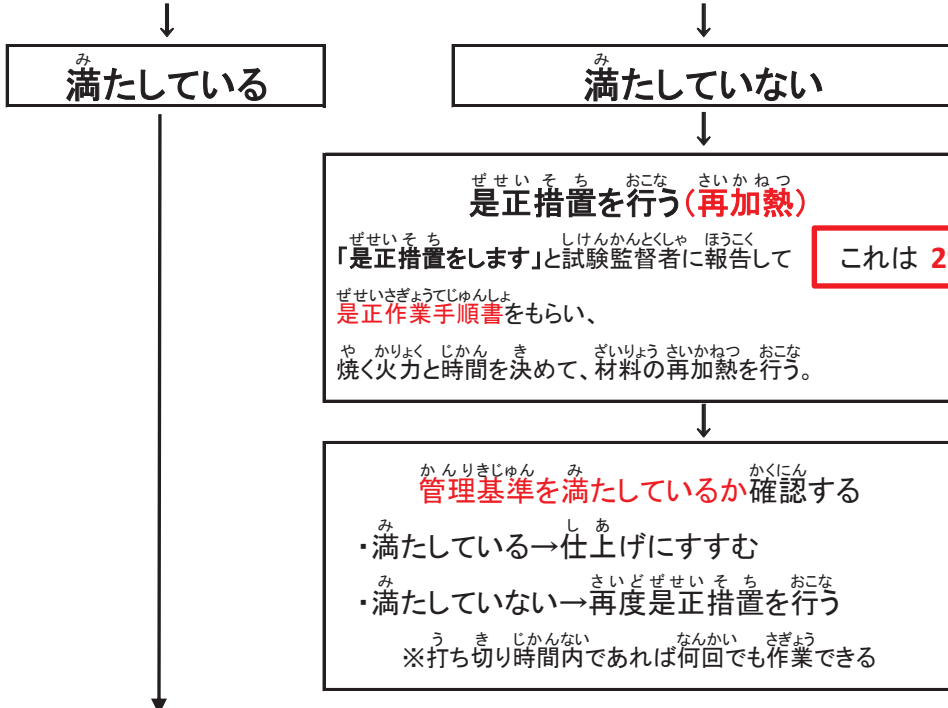 満たしている
満たしていない
是正措置を行う(再加熱)
「是正措置をします」と試験監督者に報告して
これは 2
是正作業手順書をもらい、
焼く火力と時間を決めて、材料の再加熱を行う。
管理基準を満たしているか確認する
・満たしている→仕上げにすすむ
・満たしていない→再度是正措置を行う
※打ち切り時間内であれば何回でも作業できる